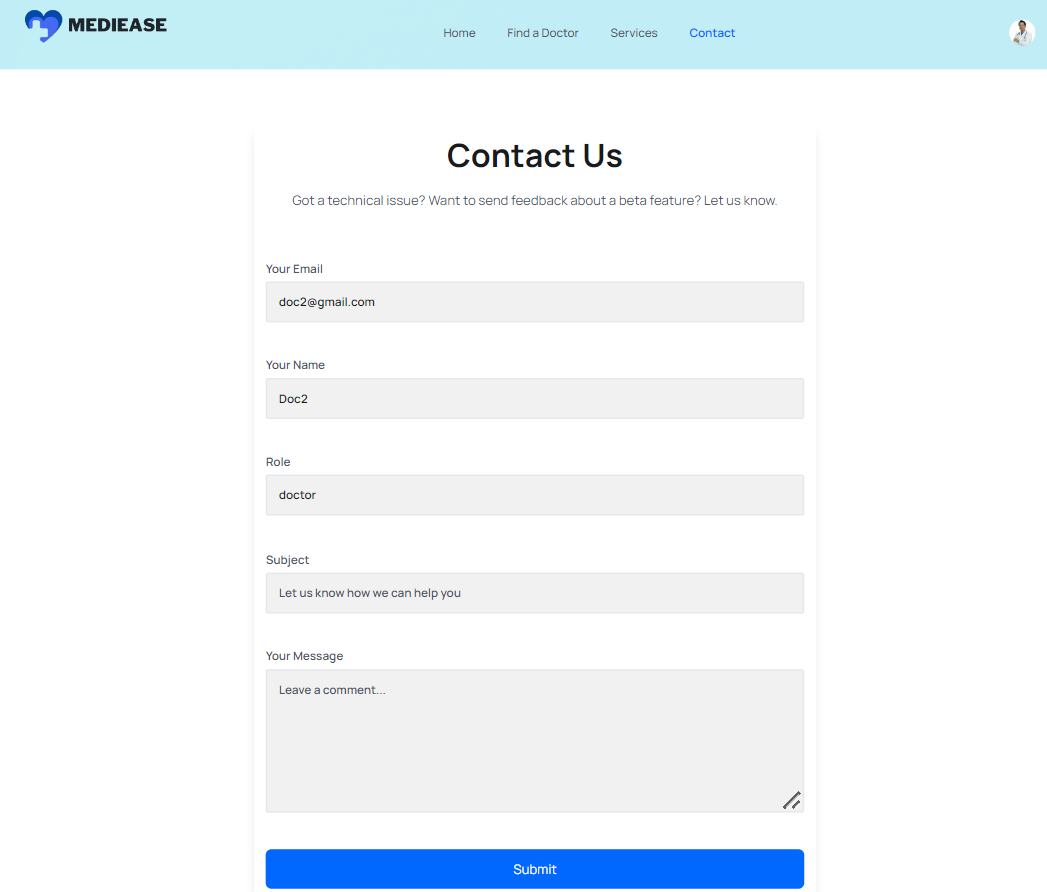 MEDIEASE
Home Find a Doctor Services Contact
Contact Us
Got a technical issue? Want to send feedback about a beta feature? Let us know.
Your Email
doc2@gmail.com
Your Name
Doc2
Role
doctor
Subject
Let us know how we can help you
Your Message
Leave a comment...
Submit